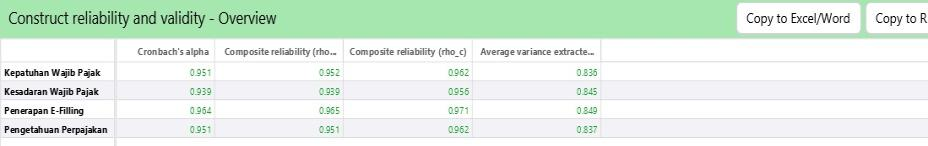 Construct reliability and validity - Overview Copy to Excel/Word Copy to R
Cronbach's alpha Composite reliability (rho... Composite reliability (rho_c) Average variance extracte...
Kepatuhan Wajib Pajak 0.951 0.952 0.962 0.836
Kesadaran Wajib Pajak 0.939 0.939 0.956 0.845
Penerapan E-Filling 0.964 0.965 0.971 0.849
Pengetahuan Perpajakan 0.951 0.951 0.962 0.837